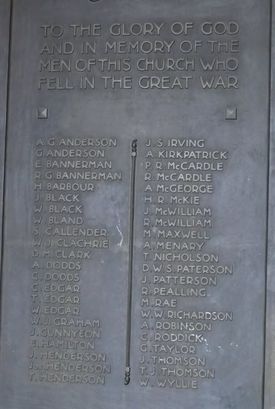 TO THE GLORY OF GOD
AND IN MEMORY OF THE
MEN OF THIS CHURCH WHO
FELL IN THE GREAT WAR
A. G. ANDERSON
G. ANDERSON
E. BANNERMAN
R. G. BANNERMAN
H. BARBOUR
J. BLACK
W. BLACK
W. BLAND
S. CALLENDER
W. J. CLACHRIE
D. H. CLARK
A. DODDS
C. DODDS
C. EDGAR
T. EDGAR
W. EDGAR
W. J. GRAHAM
J. GUNNYEON
E. HAMILTON
J. HENDERSON
J. HENDERSON
T. HENDERSON
J. S. IRVING
A. KIRKPATRICK
P. R. McCARDLE
R. McCARDLE
A. McGEORGE
H. R. McKIE
J. McWILLIAM
R. McWILLIAM
M. MAXWELL
A. MENARY
T. NICHOLSON
D. W. S. PATERSON
J. PATTERSON
R. PEALLING
M. RAE
W. W. RICHARDSON
A. ROBINSON
C. RODDICK
G. TAYLOR
J. THOMSON
T. J. THOMSON
W. WYLLIE